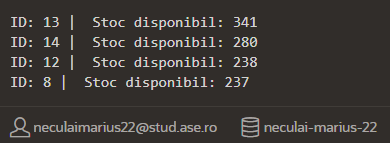 ID: 13 |  Stoc disponibil: 341
ID: 14 |  Stoc disponibil: 280
ID: 12 |  Stoc disponibil: 238
ID: 8 |  Stoc disponibil: 237
neculaimarius22@stud.ase.ro neculai-marius-22